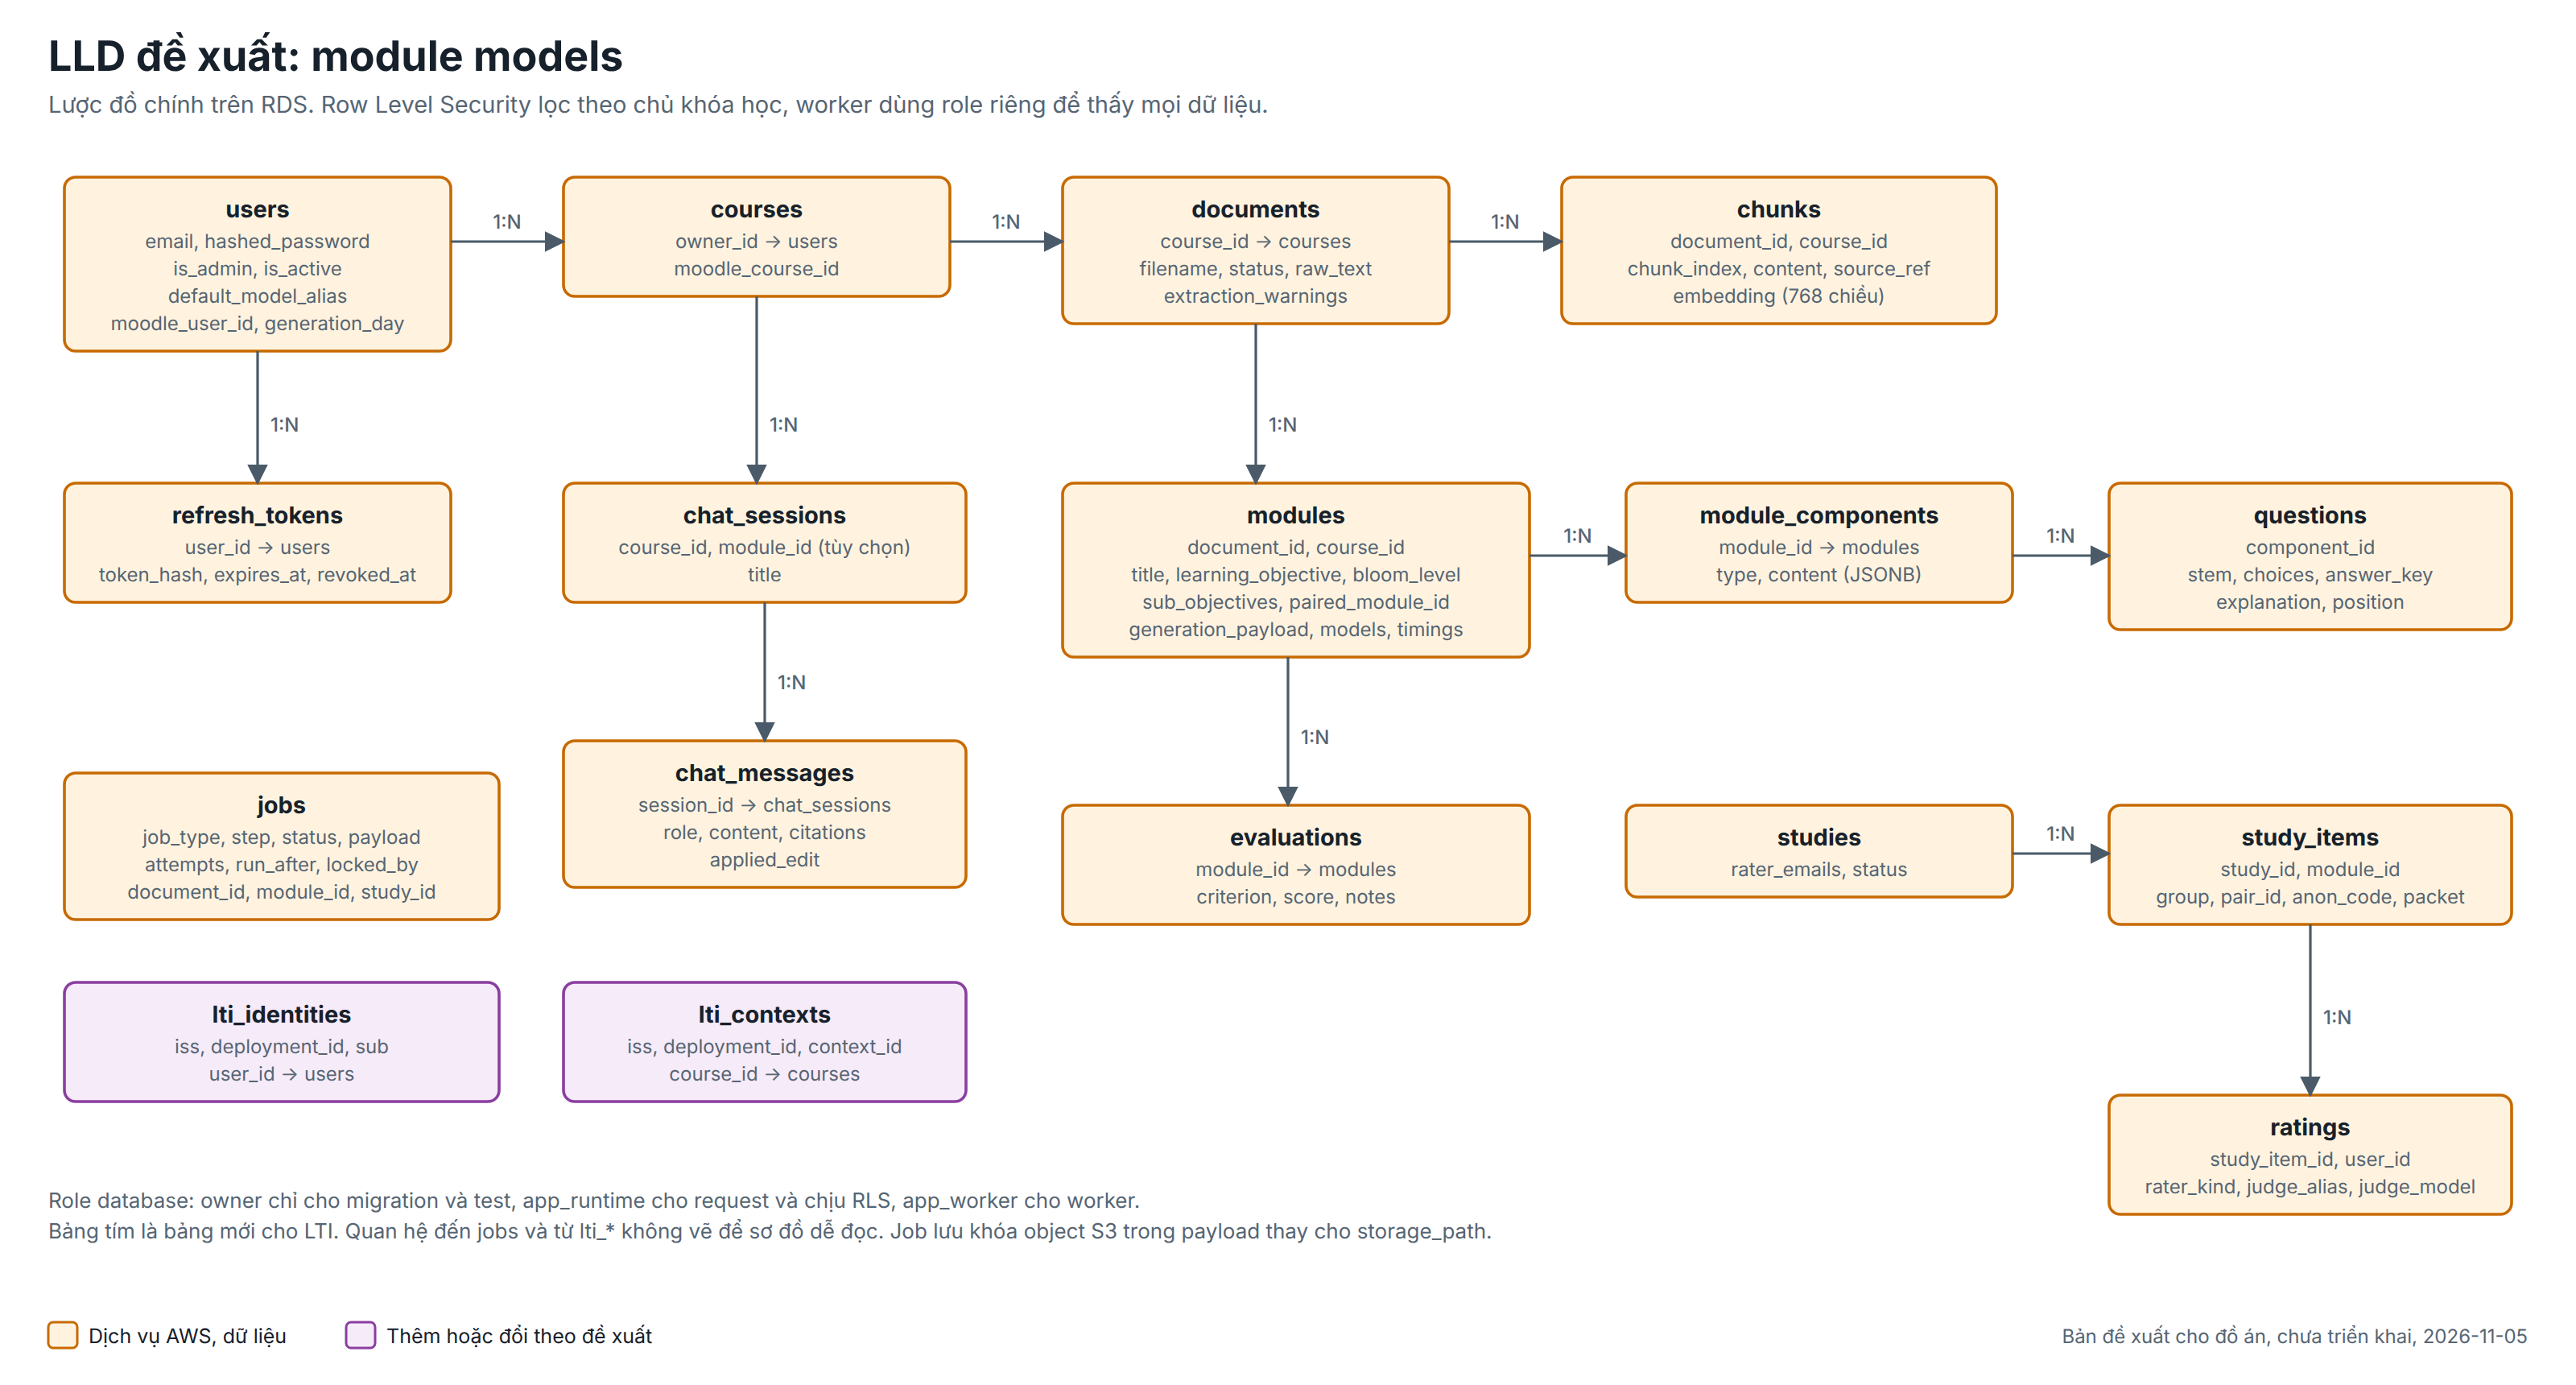 LLD đề xuất: module models
Lược đồ chính trên RDS. Row Level Security lọc theo chủ khóa học, worker dùng role riêng để thấy mọi dữ liệu.
users
email, hashed_password
is_admin, is_active
default_model_alias
moodle_user_id, generation_day
1:N
courses
owner_id → users
moodle_course_id
1:N
documents
course_id → courses
filename, status, raw_text
extraction_warnings
1:N
chunks
document_id, course_id
chunk_index, content, source_ref
embedding (768 chiều)
1:N
1:N
1:N
refresh_tokens
user_id → users
token_hash, expires_at, revoked_at
chat_sessions
course_id, module_id (tùy chọn)
title
modules
document_id, course_id
title, learning_objective, bloom_level
sub_objectives, paired_module_id
generation_payload, models, timings
1:N
module_components
module_id → modules
type, content (JSONB)
1:N
questions
component_id
stem, choices, answer_key
explanation, position
1:N
1:N
jobs
job_type, step, status, payload
attempts, run_after, locked_by
document_id, module_id, study_id
chat_messages
session_id → chat_sessions
role, content, citations
applied_edit
evaluations
module_id → modules
criterion, score, notes
studies
rater_emails, status
1:N
study_items
study_id, module_id
group, pair_id, anon_code, packet
lti_identities
iss, deployment_id, sub
user_id → users
lti_contexts
iss, deployment_id, context_id
course_id → courses
1:N
ratings
study_item_id, user_id
rater_kind, judge_alias, judge_model
Role database: owner chỉ cho migration và test, app_runtime cho request và chịu RLS, app_worker cho worker.
Bảng tím là bảng mới cho LTI. Quan hệ đến jobs và từ lti_* không vẽ để sơ đồ dễ đọc. Job lưu khóa object S3 trong payload thay cho storage_path.
Dịch vụ AWS, dữ liệu
Thêm hoặc đổi theo đề xuất
Bản đề xuất cho đồ án, chưa triển khai, 2026-11-05